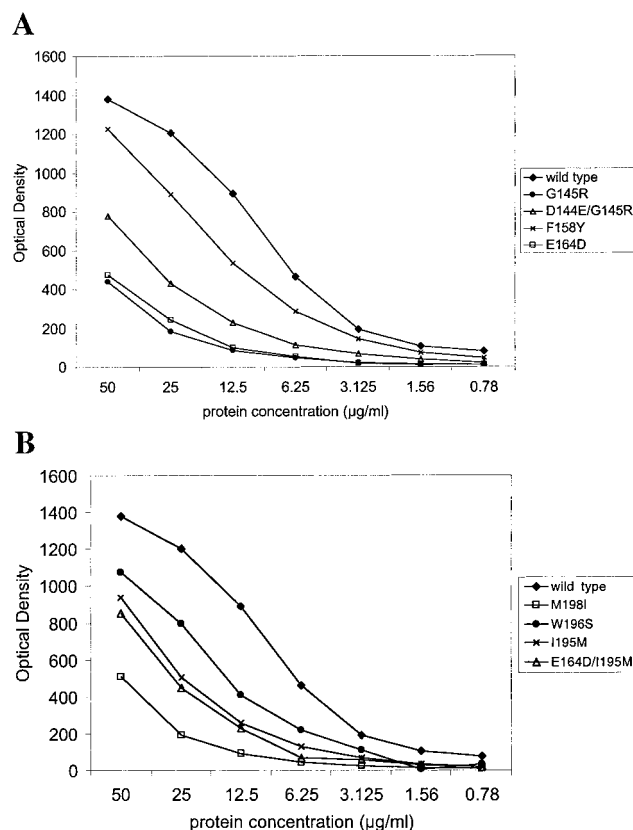 A
1600
1400
1200
1000
800
600
400
200
0
Optical Density
50 25 12.5 6.25 3.125 1.56 0.78
protein concentration (µg/ml)
wild type
G145R
D144E/G145R
F158Y
E164D
B
1600
1400
1200
1000
800
600
400
200
0
Optical Density
50 25 12.5 6.25 3.125 1.56 0.78
protein concentration (µg/ml)
wild type
M198I
W196S
I195M
E164D/I195M